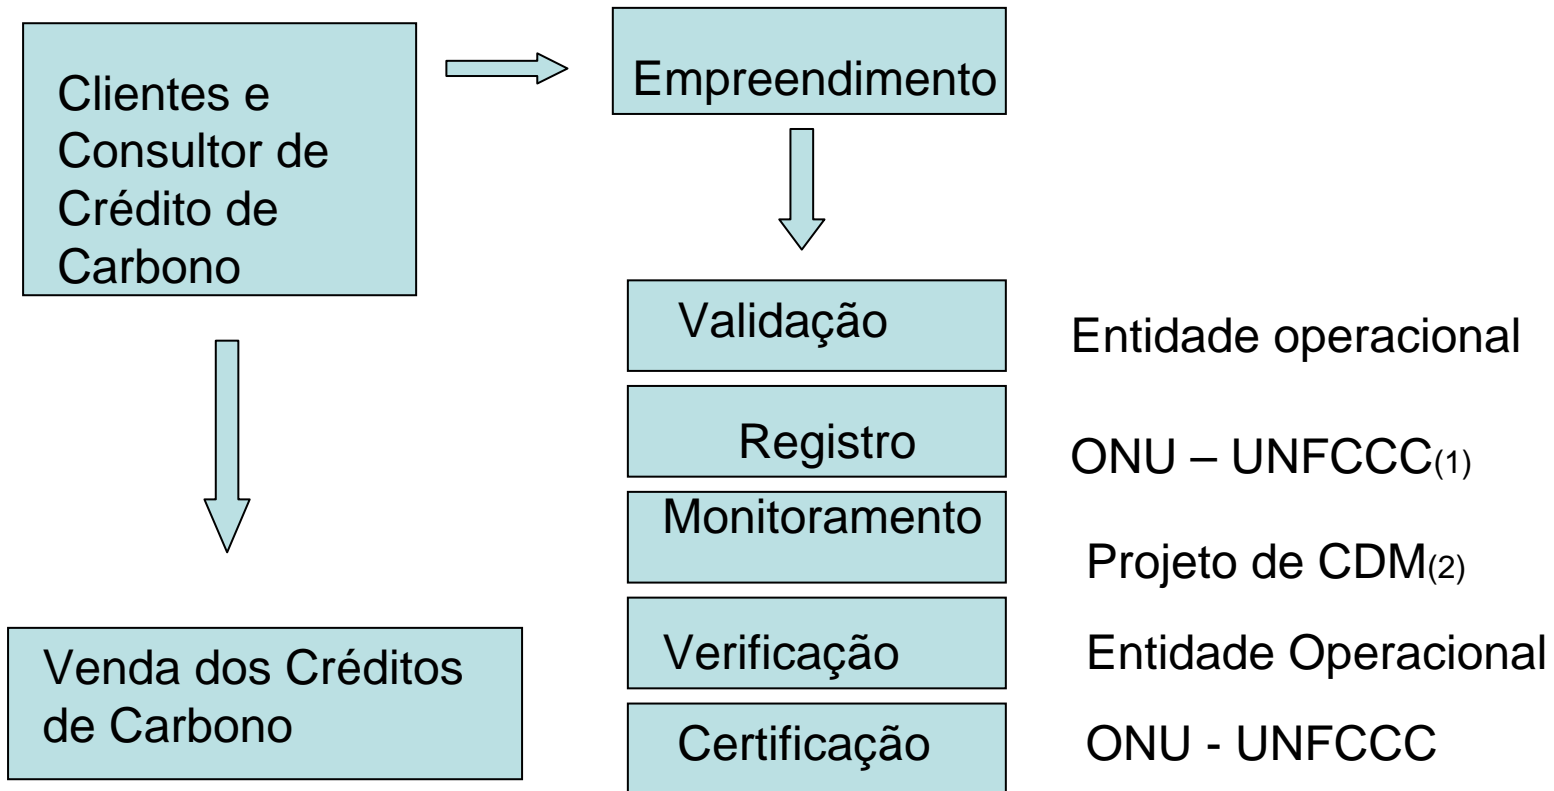 Clientes e
Consultor de
Crédito de
Carbono
Empreendimento
Validação
Entidade operacional
Registro
ONU – UNFCCC(1)
Monitoramento
Projeto de CDM(2)
Verificação
Entidade Operacional
Certificação
ONU - UNFCCC
Venda dos Créditos
de Carbono